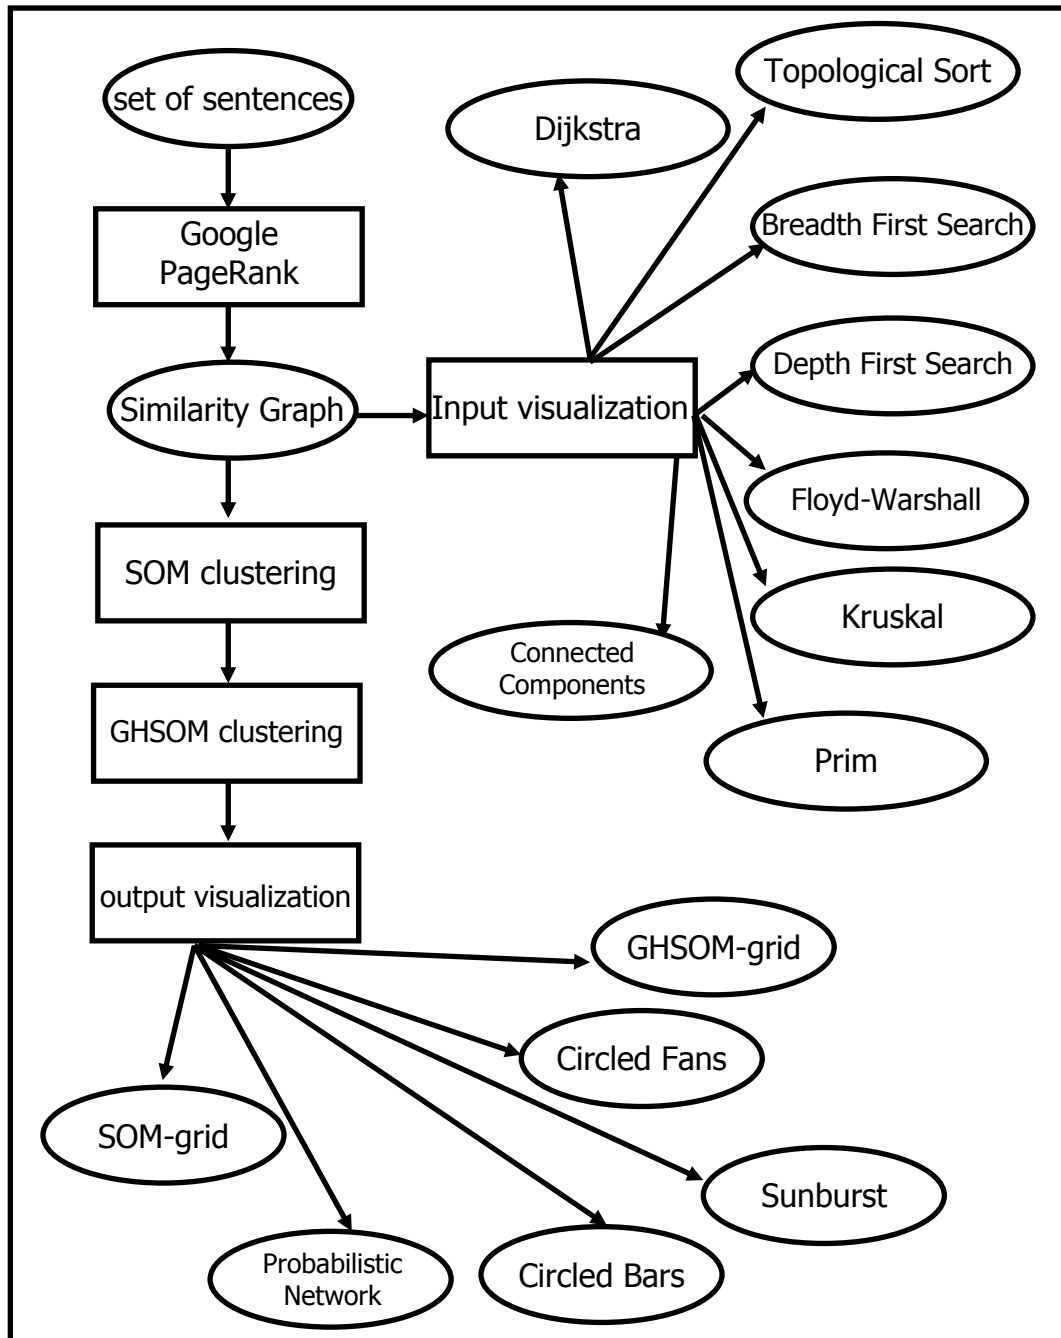 set of sentences
Google
PageRank
Similarity Graph
SOM clustering
GHSOM clustering
output visualization
Input visualization
Dijkstra
Topological Sort
Breadth First Search
Depth First Search
Floyd-Warshall
Kruskal
Prim
Connected
Components
GHSOM-grid
Circled Fans
Sunburst
Circled Bars
Probabilistic
Network
SOM-grid